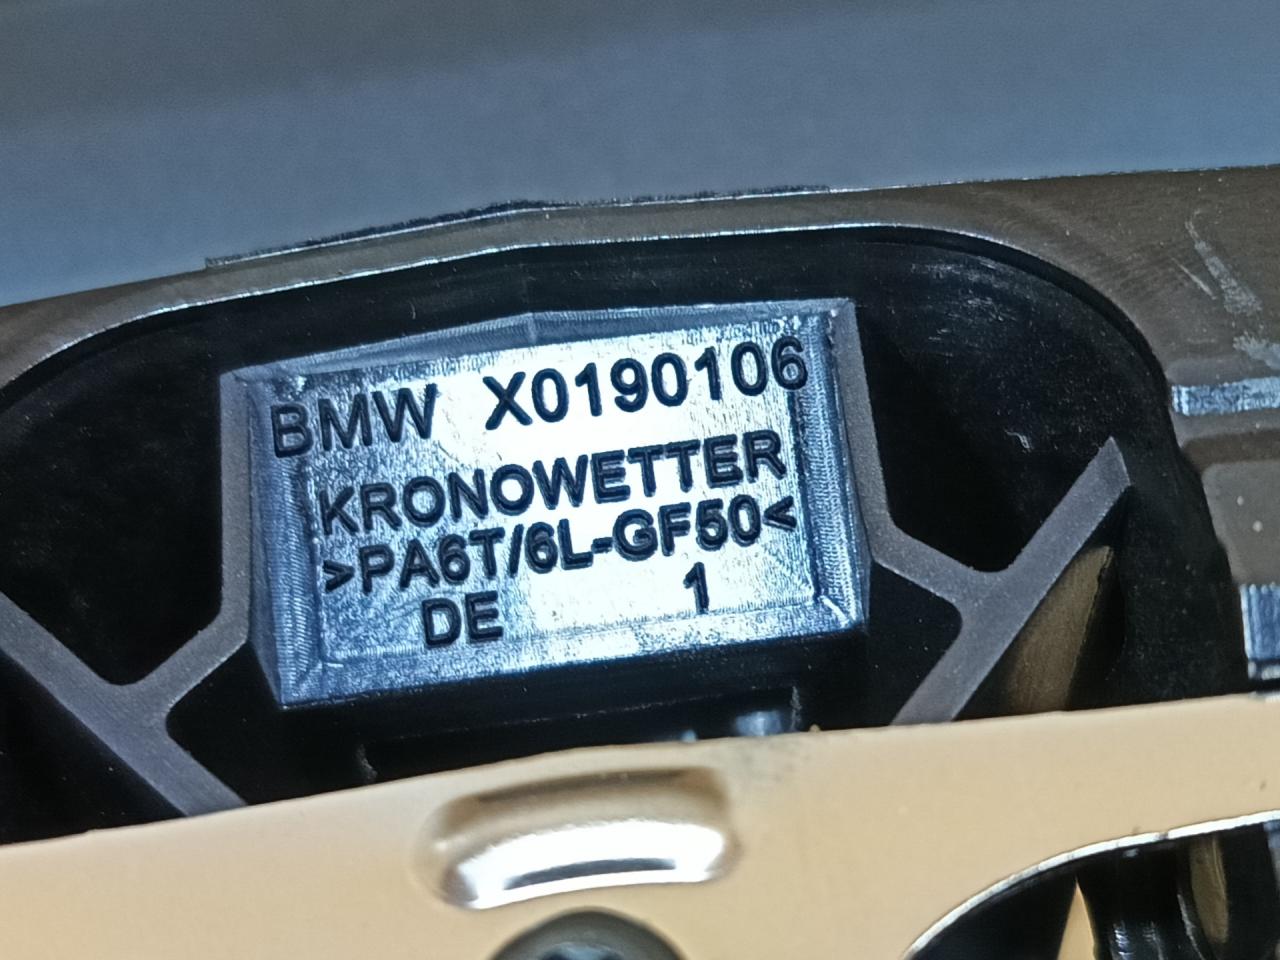 BMW X0190106
KRONOWETTER
>PA6T/6L-GF50<
DE 1